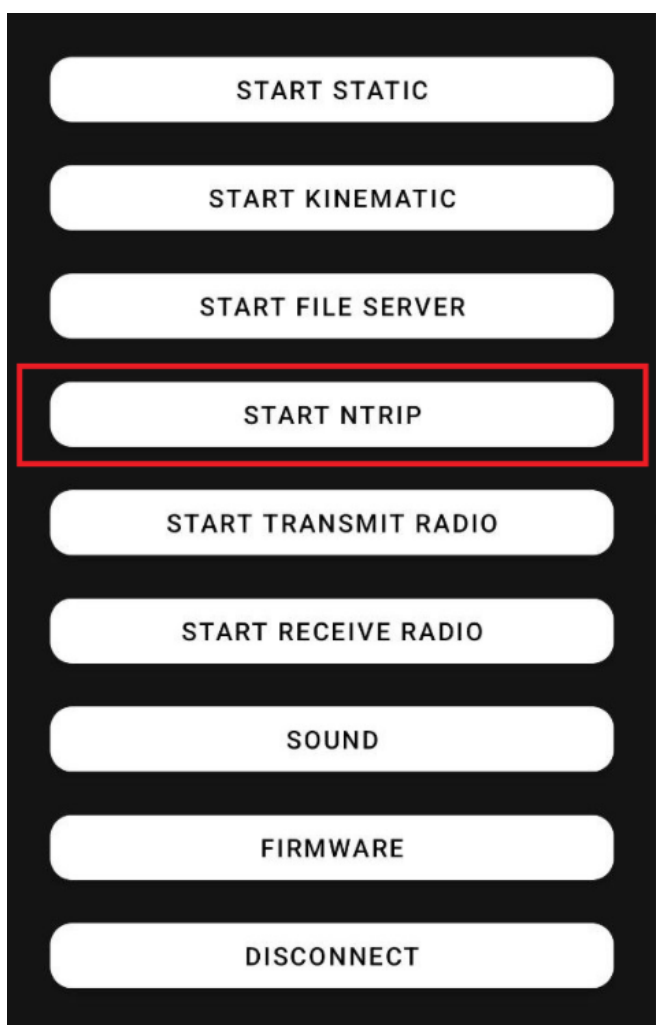 START STATIC
START KINEMATIC
START FILE SERVER
START NTRIP
START TRANSMIT RADIO
START RECEIVE RADIO
SOUND
FIRMWARE
DISCONNECT